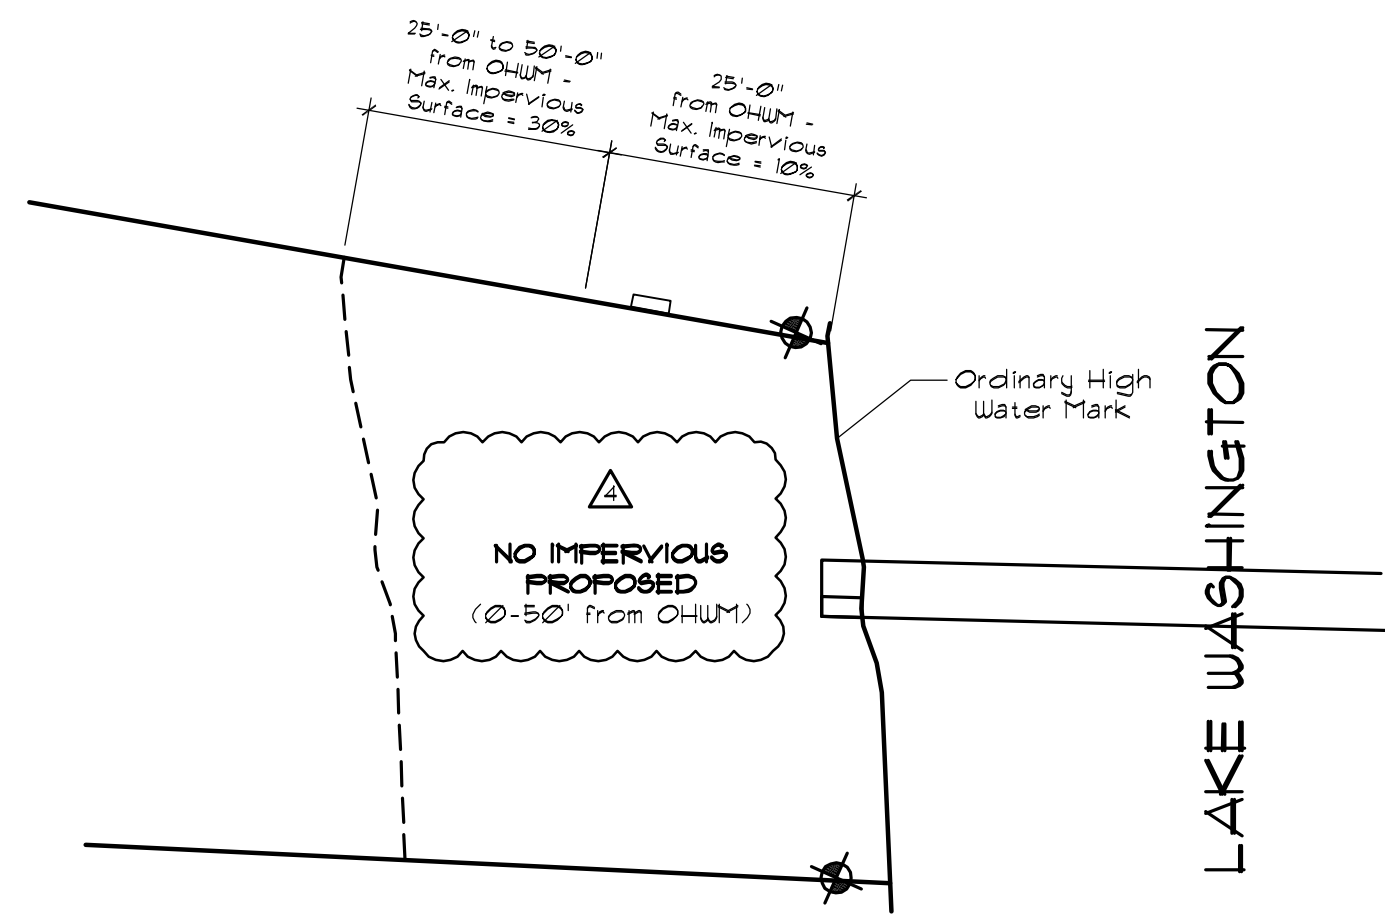 25'-0" to 50'-0"
from OHWM -
Max. Impervious
Surface = 30%
25'-0"
from OHWM -
Max. Impervious
Surface = 10%
Ordinary High
Water Mark
4
NO IMPERVIOUS
PROPOSED
(0-50' from OHWM)
LAKE WASHINGTON